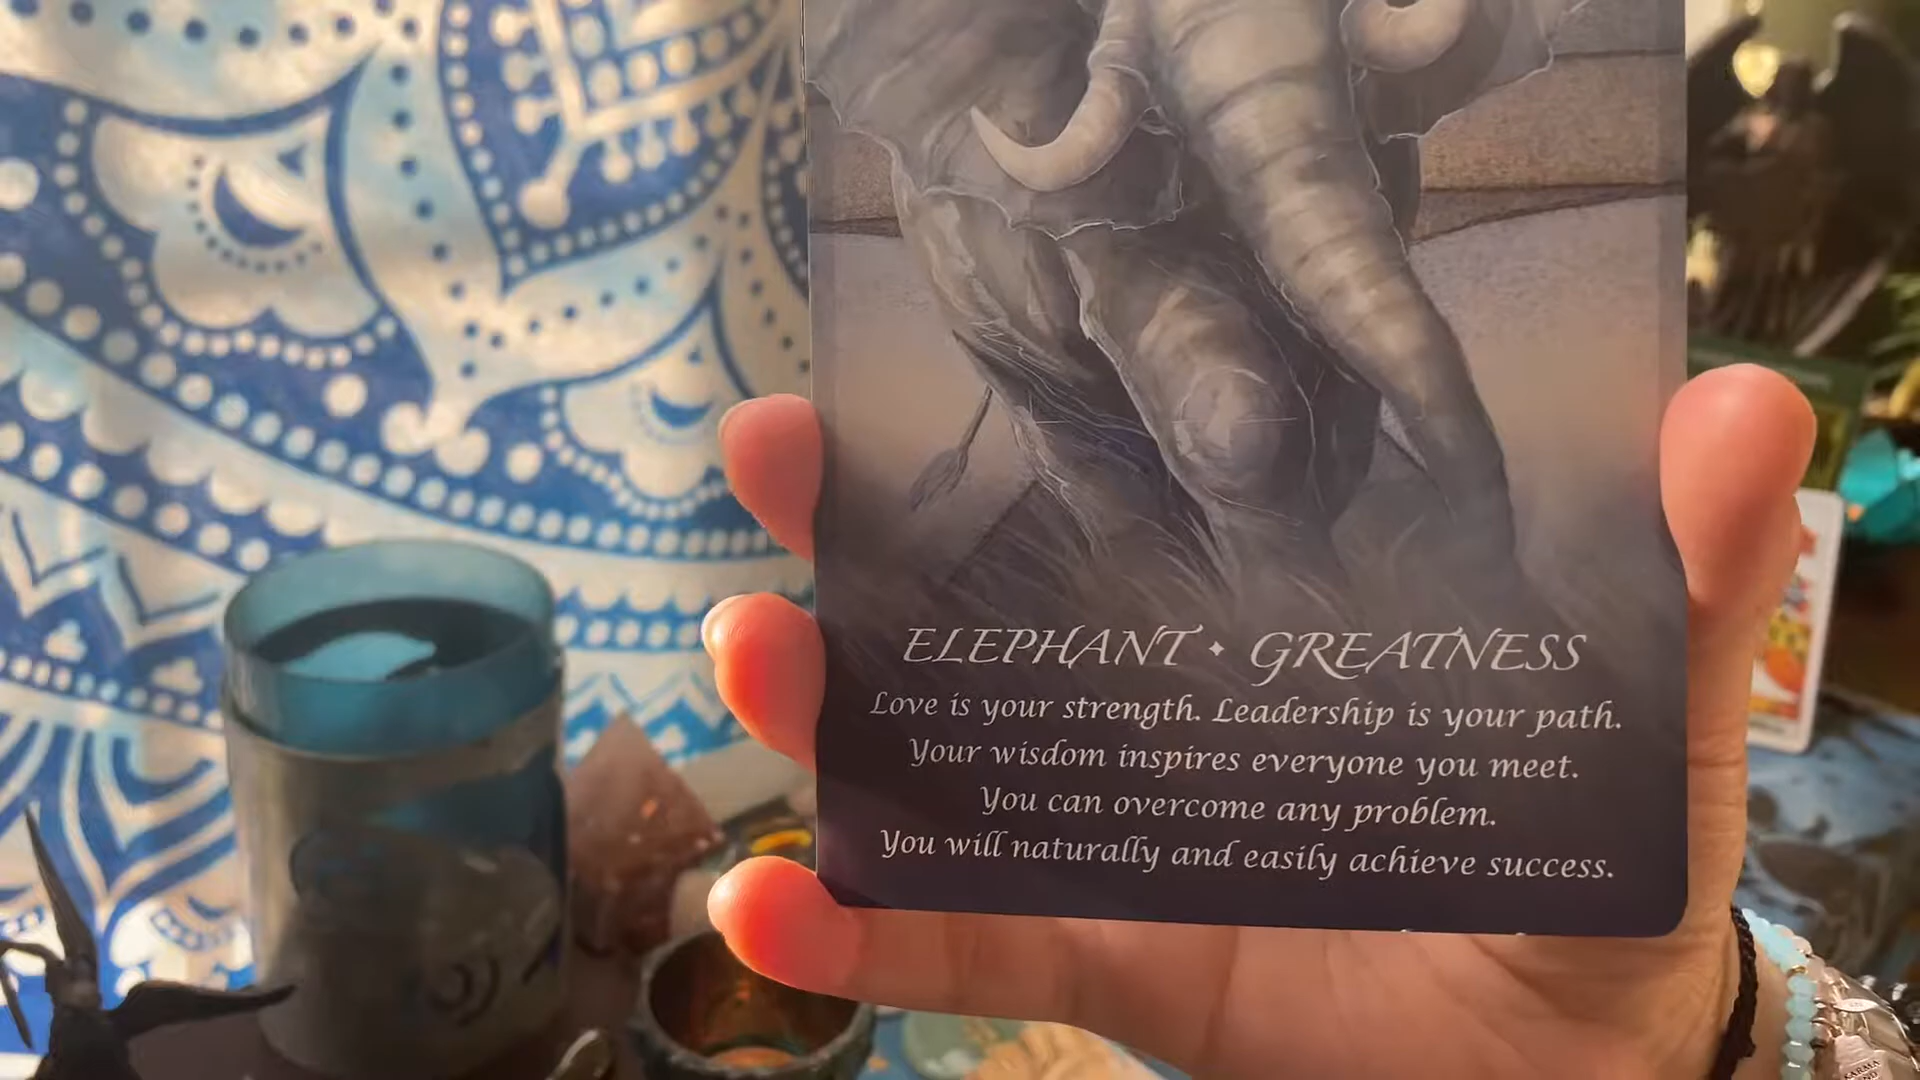 ELEPHANT ✦ GREATNESS
Love is your strength. Leadership is your path.
Your wisdom inspires everyone you meet.
You can overcome any problem.
You will naturally and easily achieve success.
KARMA